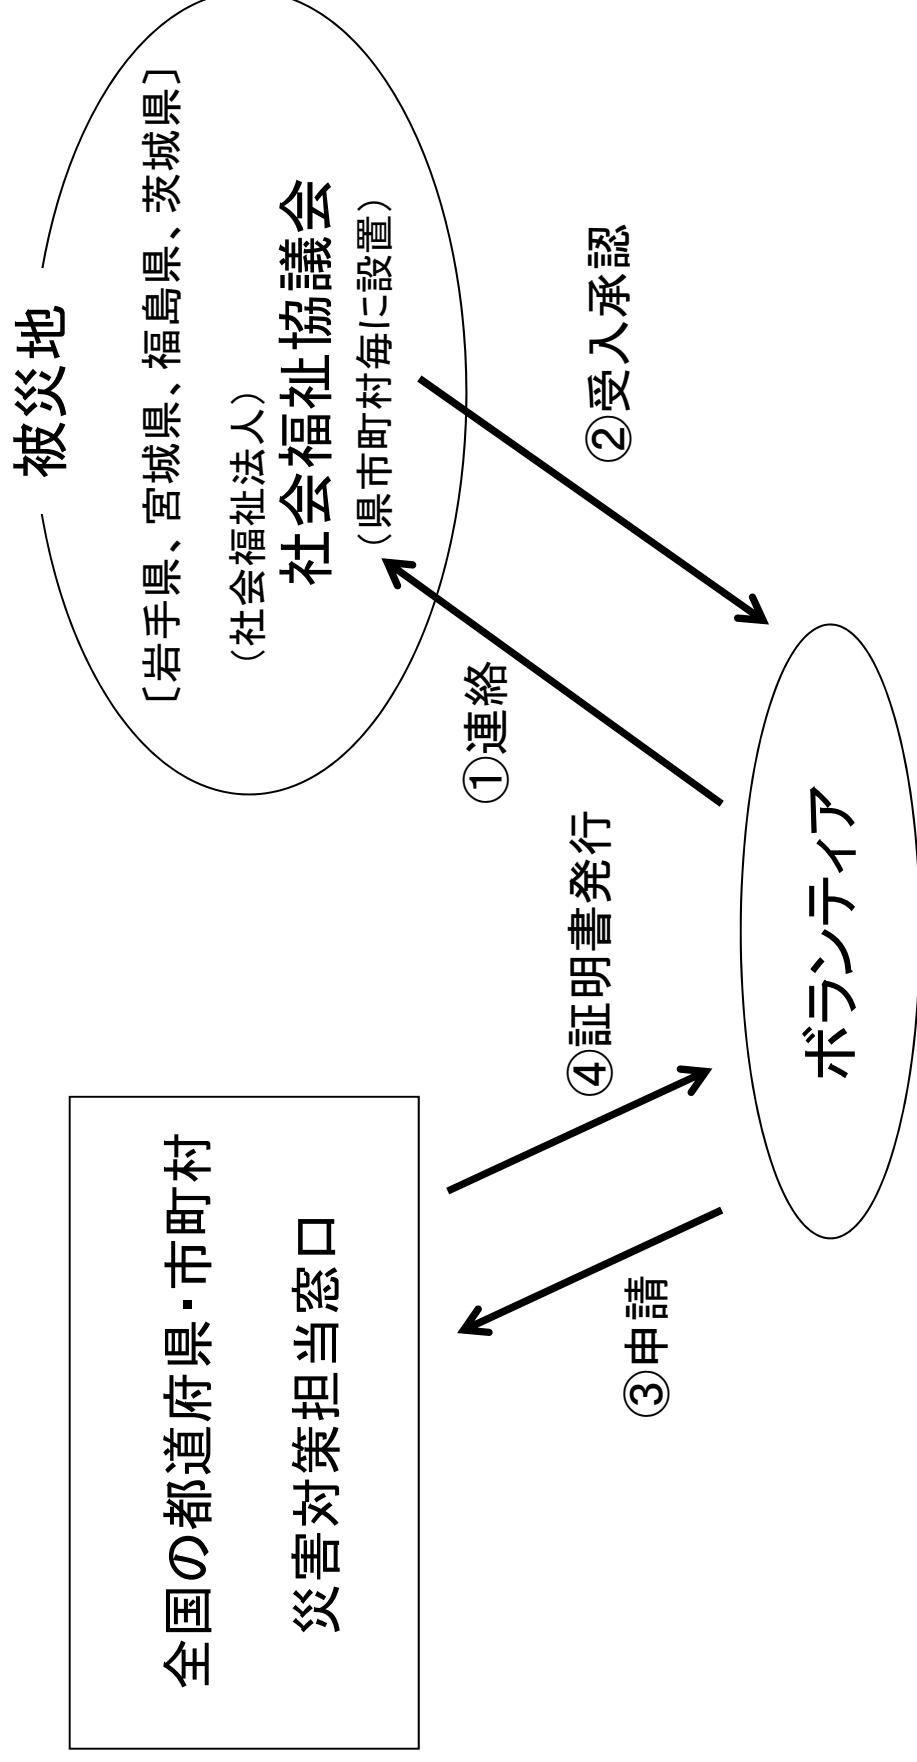 被災地
〔岩手県、宮城県、福島県、茨城県〕
（社会福祉法人）
社会福祉協議会
（県市町村毎に設置）
全国の都道府県・市町村
災害対策担当窓口
①連絡
②受入承認
③申請
④証明書発行
ボランティア